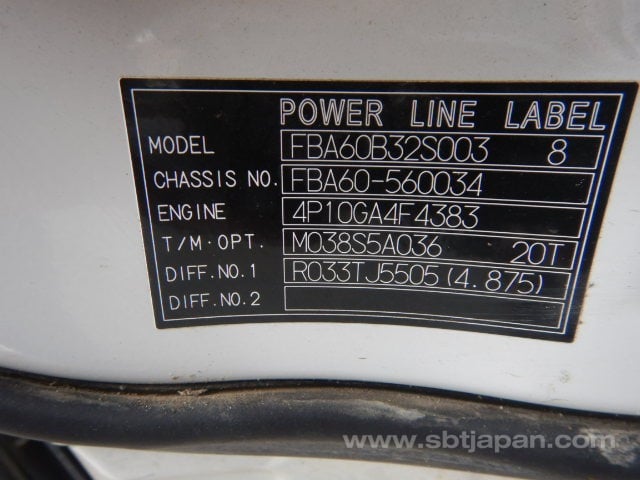 POWER LINE LABEL
MODEL FBA60B32S003 8
CHASSIS NO. FBA60-560034
ENGINE 4P10GA4F4383
T/M·OPT. M038S5A036 20T
DIFF.NO.1 R033TJ5505(4.875)
DIFF.NO.2
www.sbtjapan.com